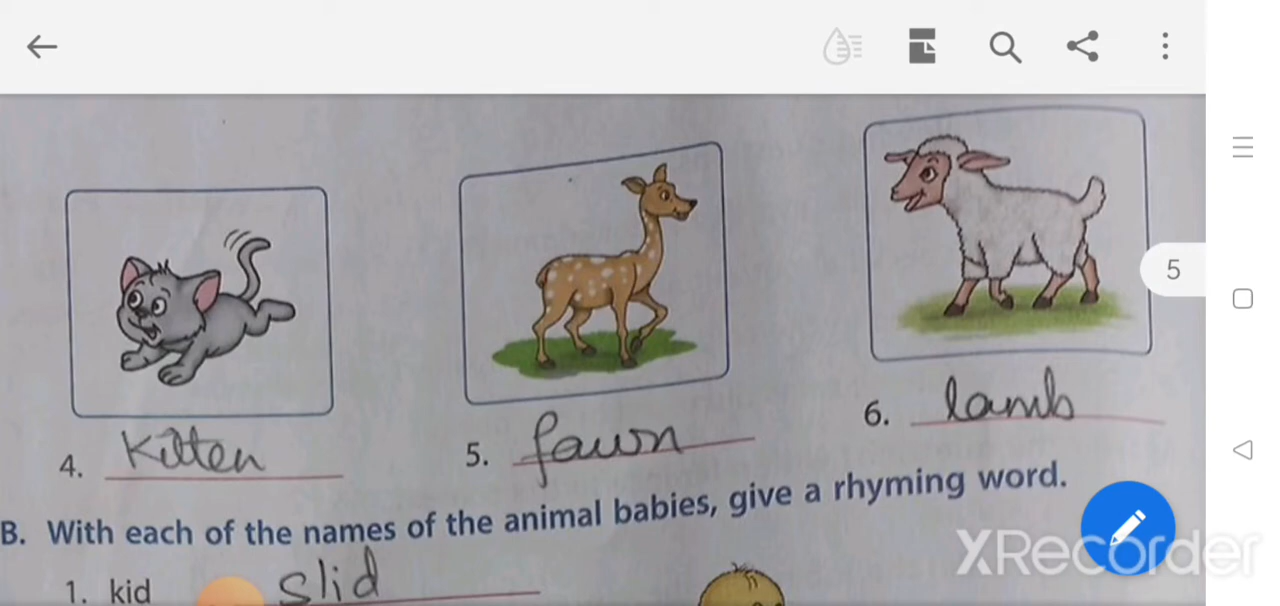 5
4. Kitten
5. fawn
6. lamb
B. With each of the names of the animal babies, give a rhyming word.
1. kid slid
XRecorder